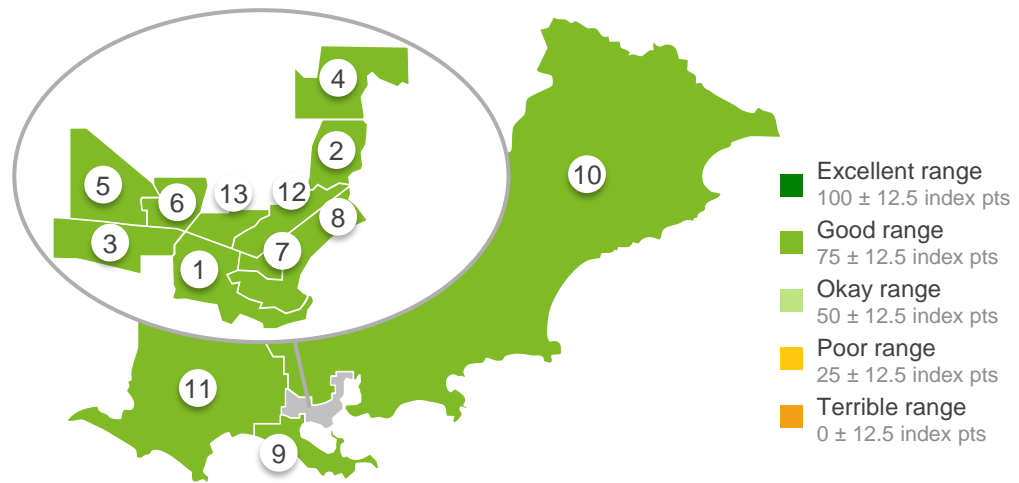 4
2
5
13
12
10
6
8
3
7
1
11
9
Excellent range
100 ± 12.5 index pts
Good range
75 ± 12.5 index pts
Okay range
50 ± 12.5 index pts
Poor range
25 ± 12.5 index pts
Terrible range
0 ± 12.5 index pts